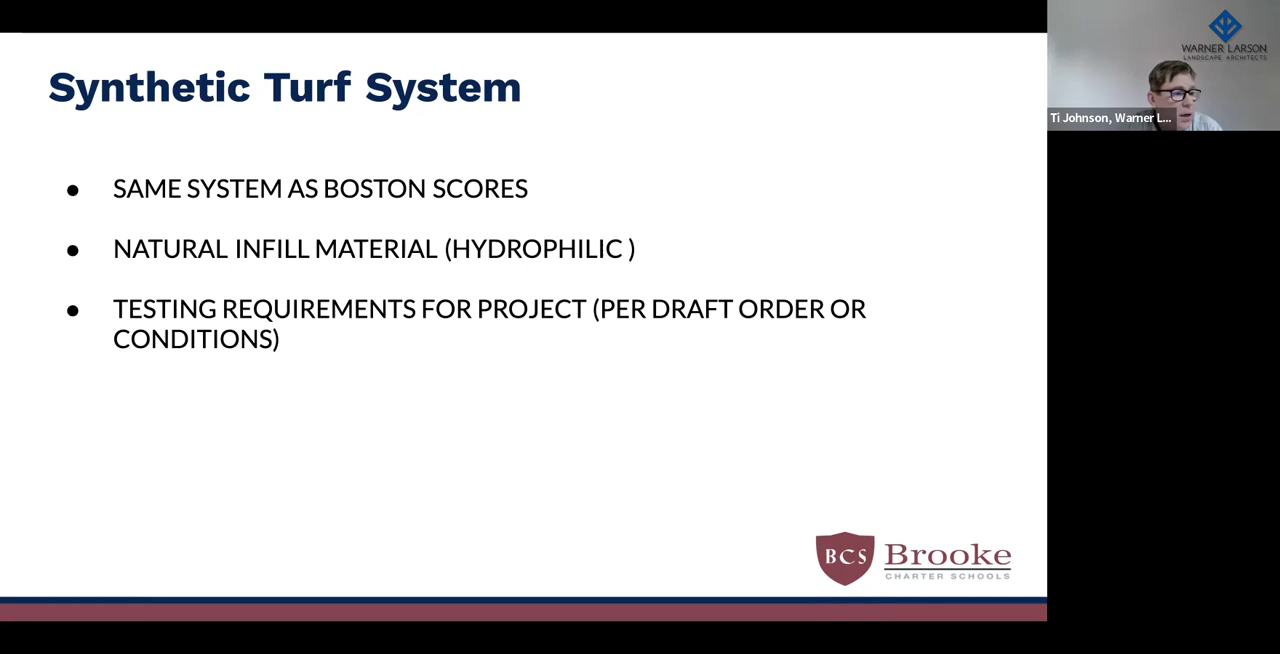 Synthetic Turf System
● SAME SYSTEM AS BOSTON SCORES
● NATURAL INFILL MATERIAL (HYDROPHILIC )
● TESTING REQUIREMENTS FOR PROJECT (PER DRAFT ORDER OR
CONDITIONS)
BCS Brooke
CHARTER SCHOOLS
WARNER LARSON
LANDSCAPE ARCHITECTS
Ti Johnson, Warner L...